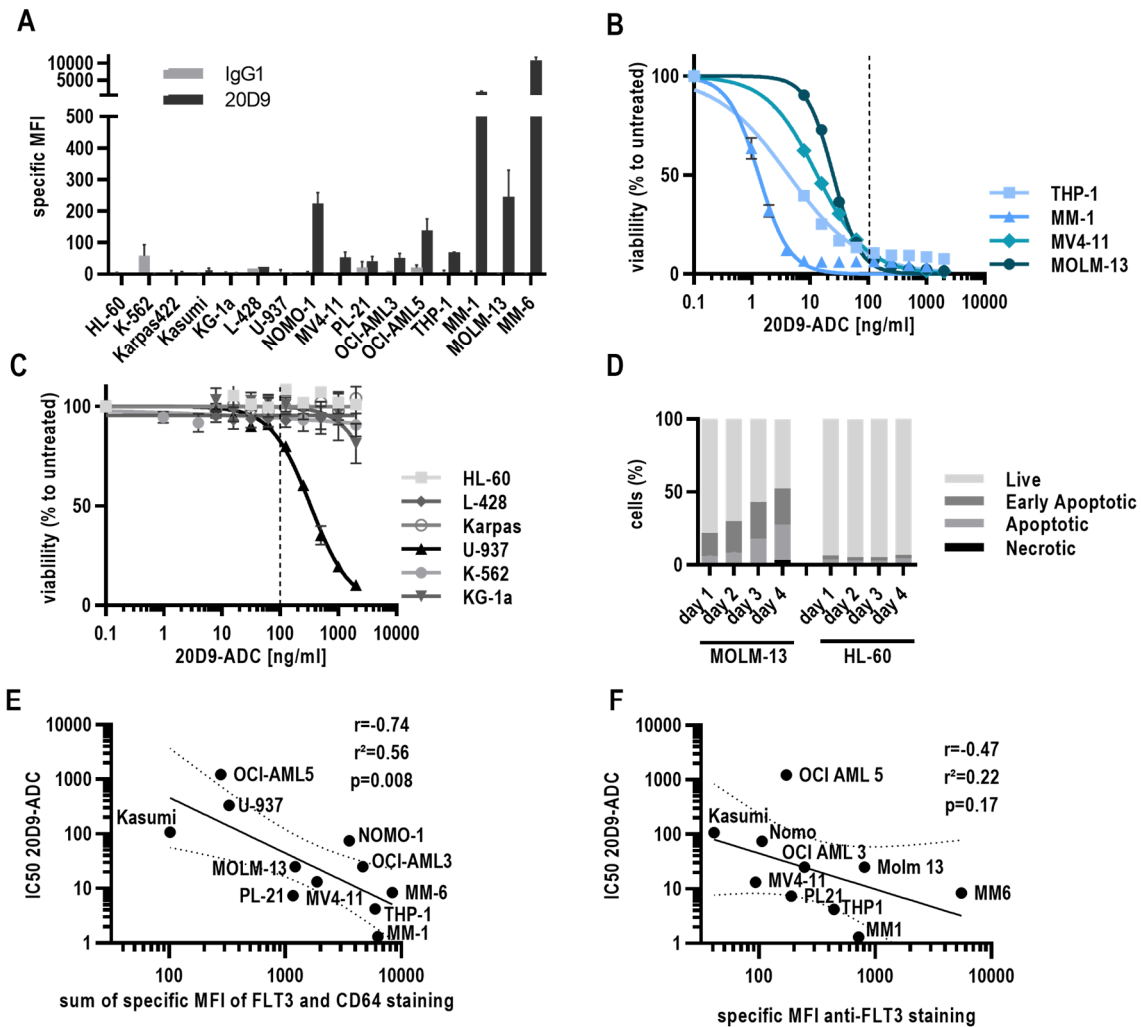 A
10000
5000
500
400
300
200
100
0
specific MFI
IgG1
20D9
HL-60
K-562
Karpas422
Kasumi
KG-1a
L-428
U-937
NOMO-1
MV4-11
PL-21
OCI-AML3
OCI-AML5
THP-1
MM-1
MOLM-13
MM-6
B
viablility (% to untreated)
100
50
0
0.1
1
10
100
1000
10000
20D9-ADC [ng/ml]
THP-1
MM-1
MV4-11
MOLM-13
C
viability (% to untreated)
100
50
0
0.1
1
10
100
1000
10000
20D9-ADC [ng/ml]
HL-60
L-428
Karpas
U-937
K-562
KG-1a
D
cells (%)
100
50
0
day 1
day 2
day 3
day 4
day 1
day 2
day 3
day 4
MOLM-13
HL-60
Live
Early Apoptotic
Apoptotic
Necrotic
E
IC50 20D9-ADC
10000
1000
100
10
1
r=-0.74
r²=0.56
p=0.008
OCI-AML5
U-937
Kasumi
NOMO-1
MOLM-13
OCI-AML3
PL-21
MV4-11
MM-6
THP-1
MM-1
100
1000
10000
sum of specific MFI of FLT3 and CD64 staining
F
IC50 20D9-ADC
10000
1000
100
10
1
r=-0.47
r²=0.22
p=0.17
OCI AML 5
Kasumi
Nomo
OCI AML 3
Molm 13
MV4-11
PL21
THP1
MM6
MM1
100
1000
10000
specific MFI anti-FLT3 staining